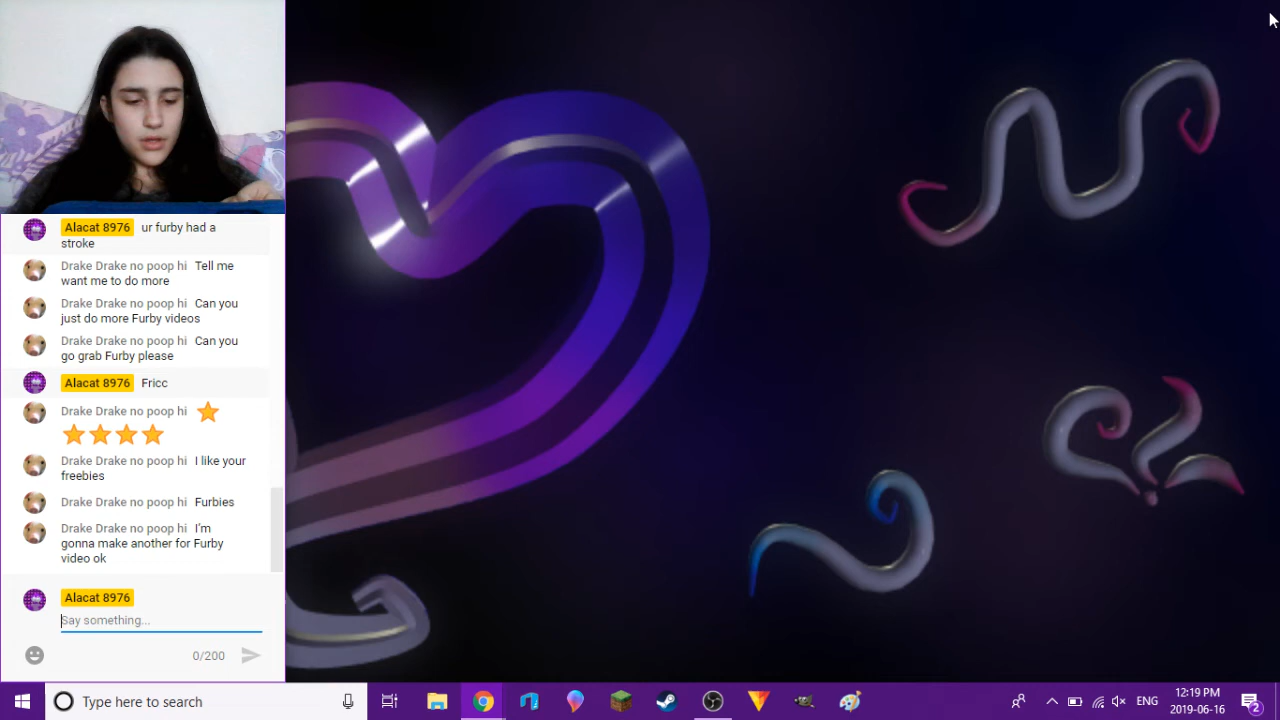 Alacat 8976 ur furby had a
stroke
Drake Drake no poop hi Tell me
want me to do more
Drake Drake no poop hi Can you
just do more Furby videos
Drake Drake no poop hi Can you
go grab Furby please
Alacat 8976 Fricc
Drake Drake no poop hi
Drake Drake no poop hi I like your
freebies
Drake Drake no poop hi Furbies
Drake Drake no poop hi I'm
gonna make another for Furby
video ok
Alacat 8976
Say something...
0/200
Type here to search
ENG
12:19 PM
2019-06-16
2